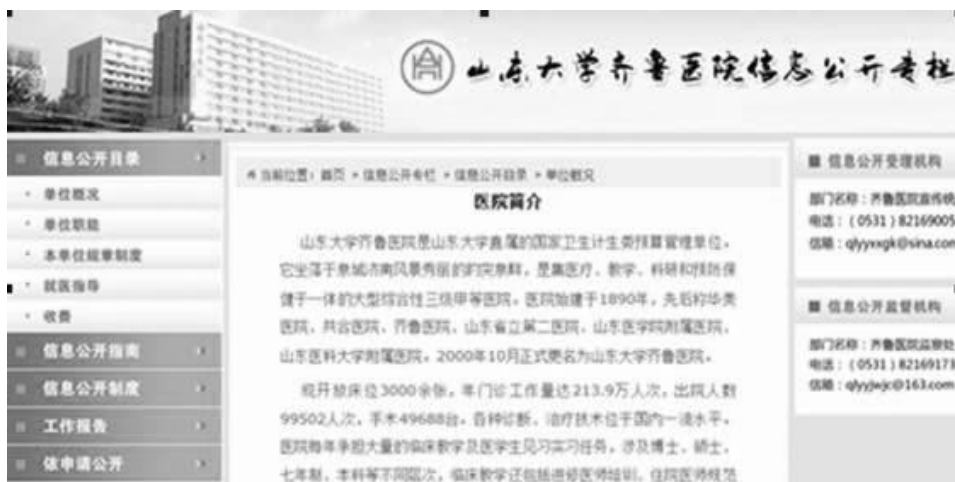 山东大学齐鲁医院信息公开专栏
信息公开目录
单位概况
单位职能
本单位规章制度
就医指导
收费
信息公开指南
信息公开制度
工作报告
依申请公开
当前位置：首页 » 信息公开专栏 » 信息公开目录 » 单位概况
医院简介
山东大学齐鲁医院是山东大学直属的国家卫生计生委预算管理单位。
它坐落于泉城济南风景秀丽的趵突泉畔，是集医疗、教学、科研和预防保
健于一体的大型综合性三级甲等医院。医院始建于1890年，先后称华美
医院、共合医院、齐鲁医院、山东省立第二医院、山东医学院附属医院、
山东医科大学附属医院。2000年10月正式更名为山东大学齐鲁医院。
现开放床位3000余张，年门诊工作量达213.9万人次，出院人数
99502人次，手术49688台，各种诊断、治疗技术位于国内一流水平。
医院每年承担大量的临床教学及医学生见习实习任务，涉及博士、硕士、
七年制、本科等不同层次，临床教学还包括进修医师培训、住院医师规范
信息公开受理机构
部门名称：齐鲁医院宣传统
电话：（0531）82169005
信箱：qlyyxxgk@sina.com
信息公开监督机构
部门名称：齐鲁医院监察处
电话：（0531）82169173
信箱：qlyyjwjc@163.com